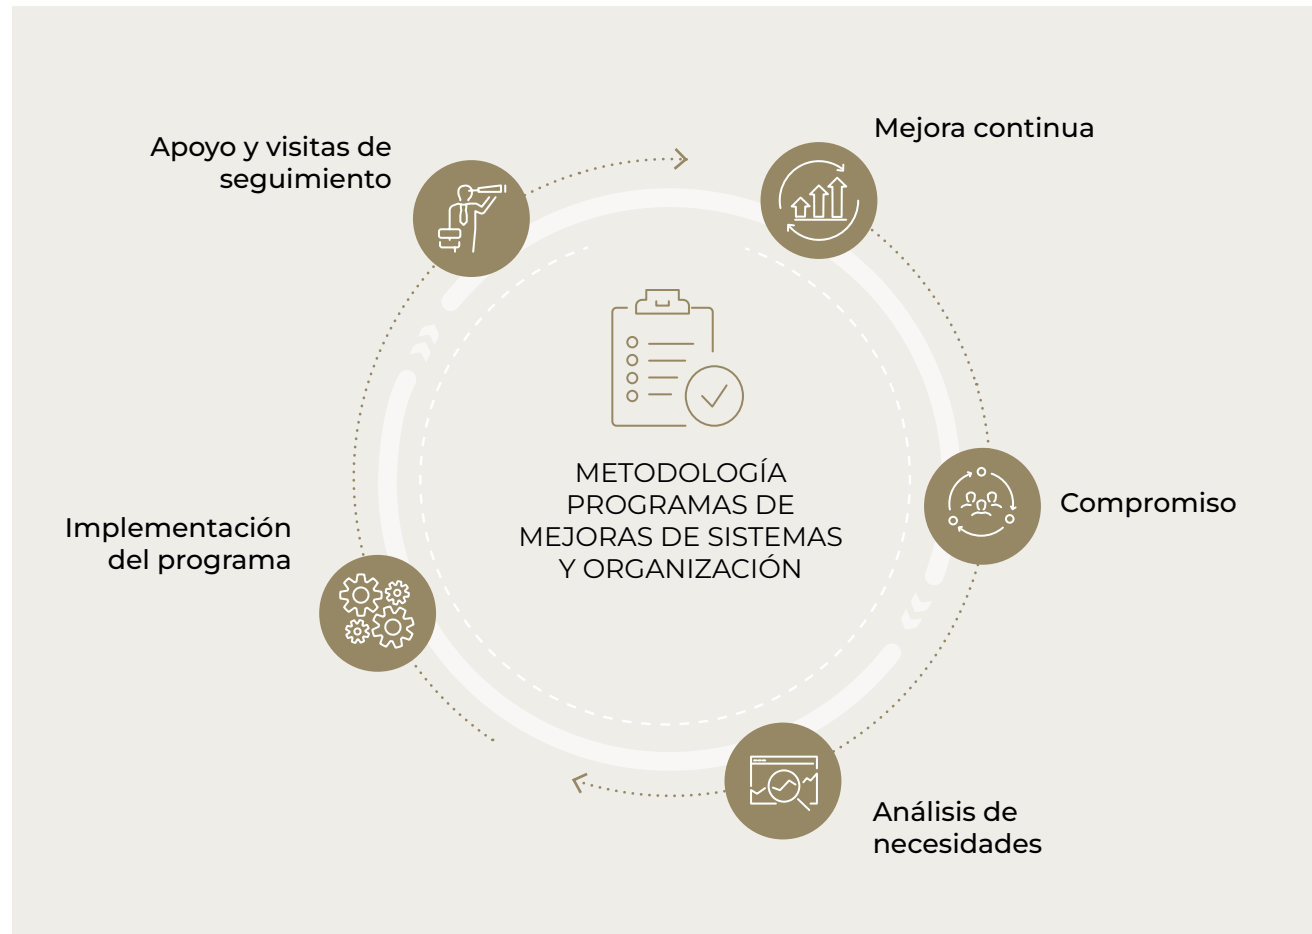 Mejora continua
Apoyo y visitas de
seguimiento
METODOLOGÍA
PROGRAMAS DE
MEJORAS DE SISTEMAS
Y ORGANIZACIÓN
Compromiso
Implementación
del programa
Análisis de
necesidades